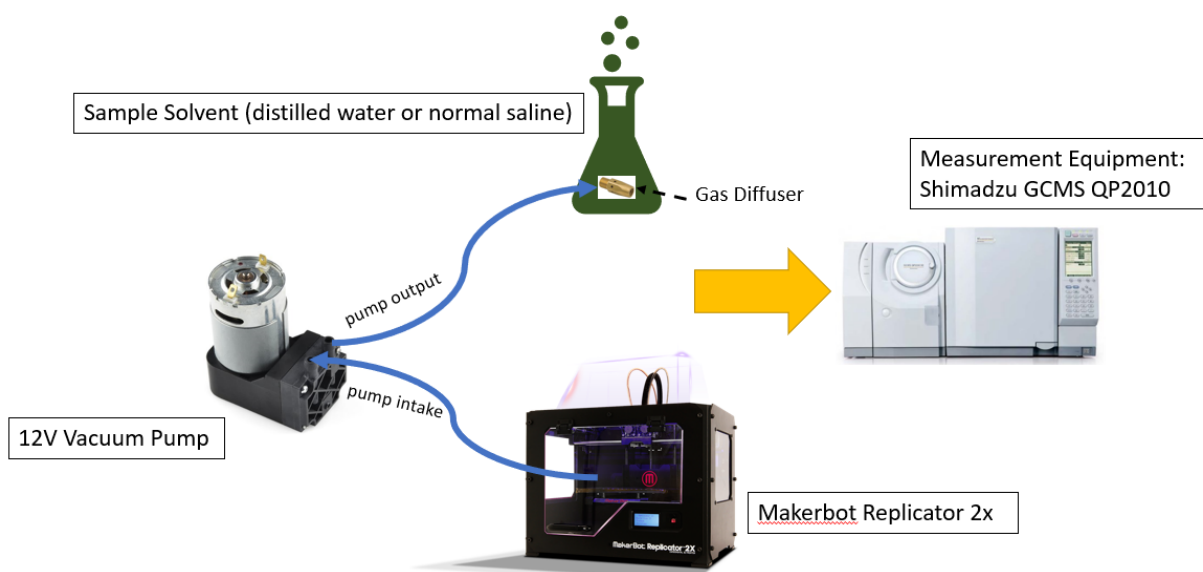 Sample Solvent (distilled water or normal saline)
Measurement Equipment:
Shimadzu GCMS QP2010
Gas Diffuser
pump output
pump intake
12V Vacuum Pump
Makerbot Replicator 2x
MakerBot Replicator 2X